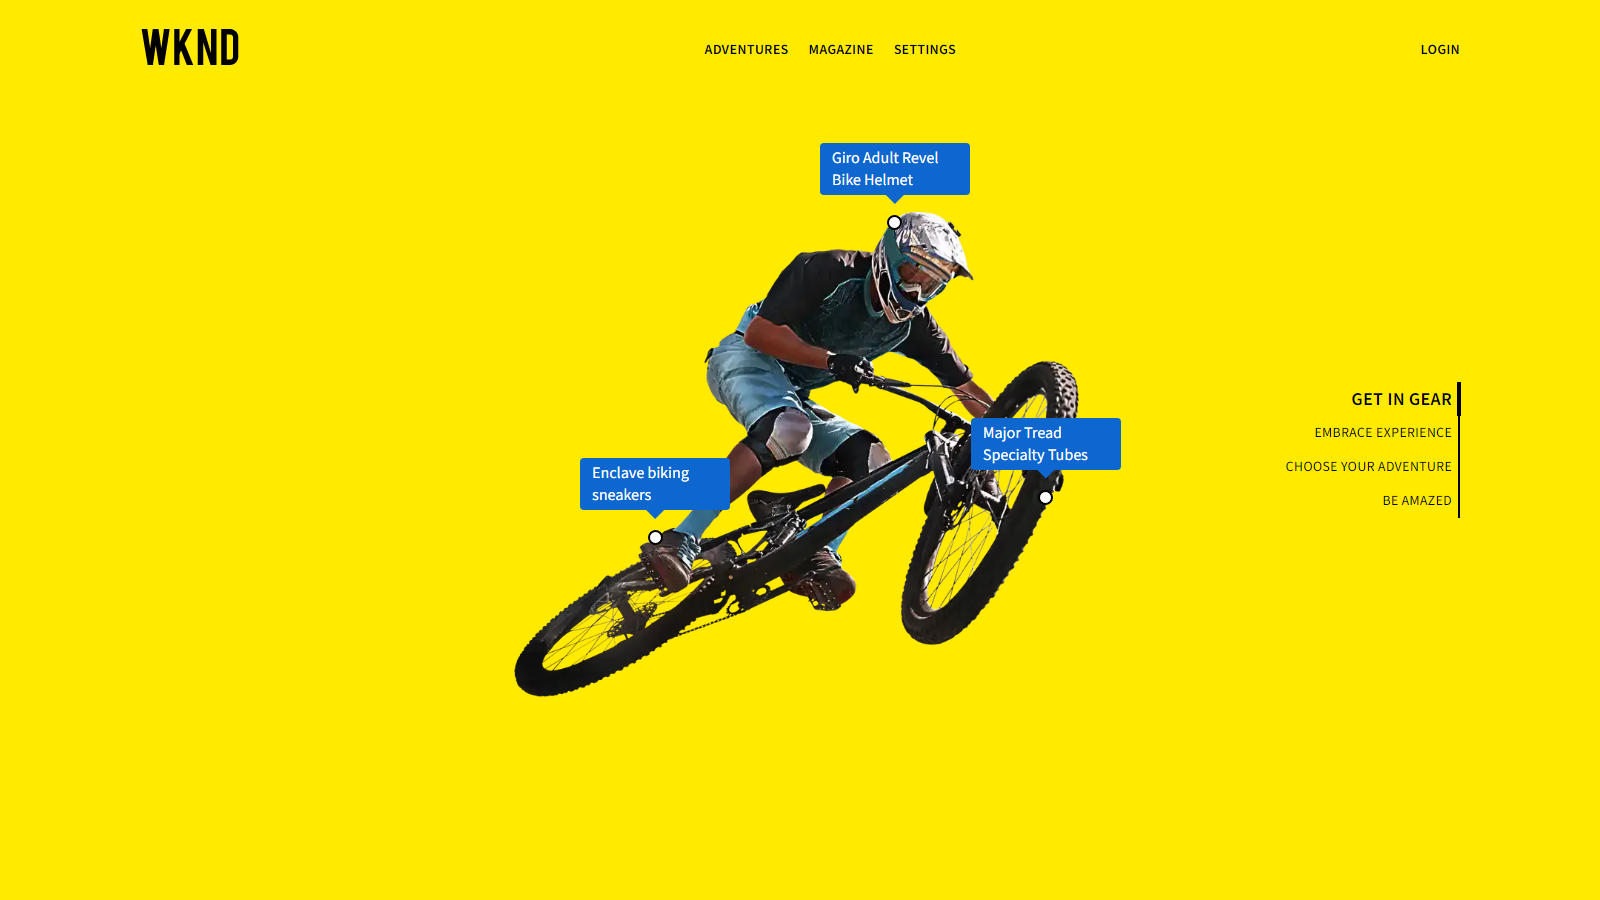 WKND
ADVENTURES
MAGAZINE
SETTINGS
LOGIN
Giro Adult Revel
Bike Helmet
Major Tread
Specialty Tubes
Enclave biking
sneakers
GET IN GEAR
EMBRACE EXPERIENCE
CHOOSE YOUR ADVENTURE
BE AMAZED